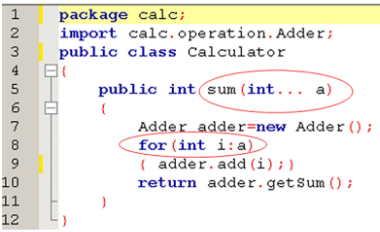 1 package calc;
2 import calc.operation.Adder;
3 public class Calculator
4 {
5 public int sum(int... a)
6 {
7 Adder adder=new Adder();
8 for(int i:a)
9 { adder.add(i);}
10 return adder.getSum();
11 }
12 }